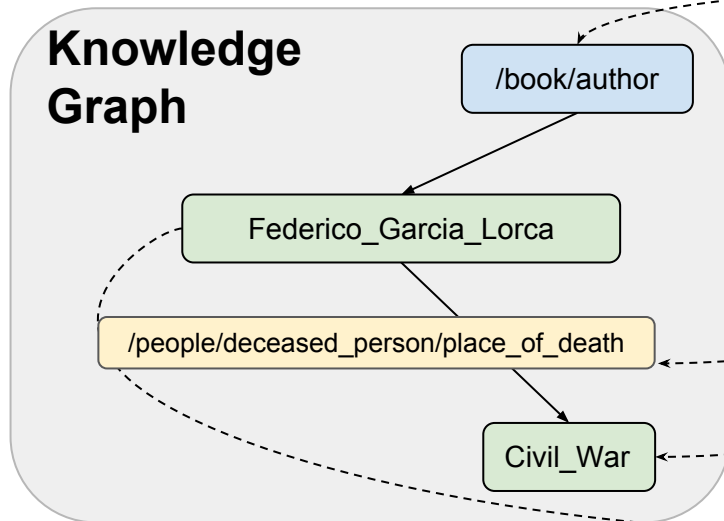 Knowledge
Graph
/book/author
Federico_Garcia_Lorca
/people/deceased_person/place_of_death
Civil_War